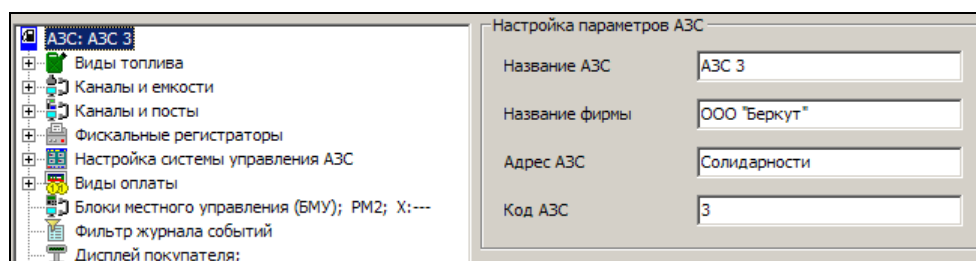 АЗС: АЗС 3
Виды топлива
Каналы и емкости
Каналы и посты
Фискальные регистраторы
Настройка системы управления АЗС
Виды оплаты
Блоки местного управления (БМУ); РМ2; X:---
Фильтр журнала событий
Дисплей покупателя;
Настройка параметров АЗС
Название АЗС АЗС 3
Название фирмы ООО "Беркут"
Адрес АЗС Солидарности
Код АЗС 3